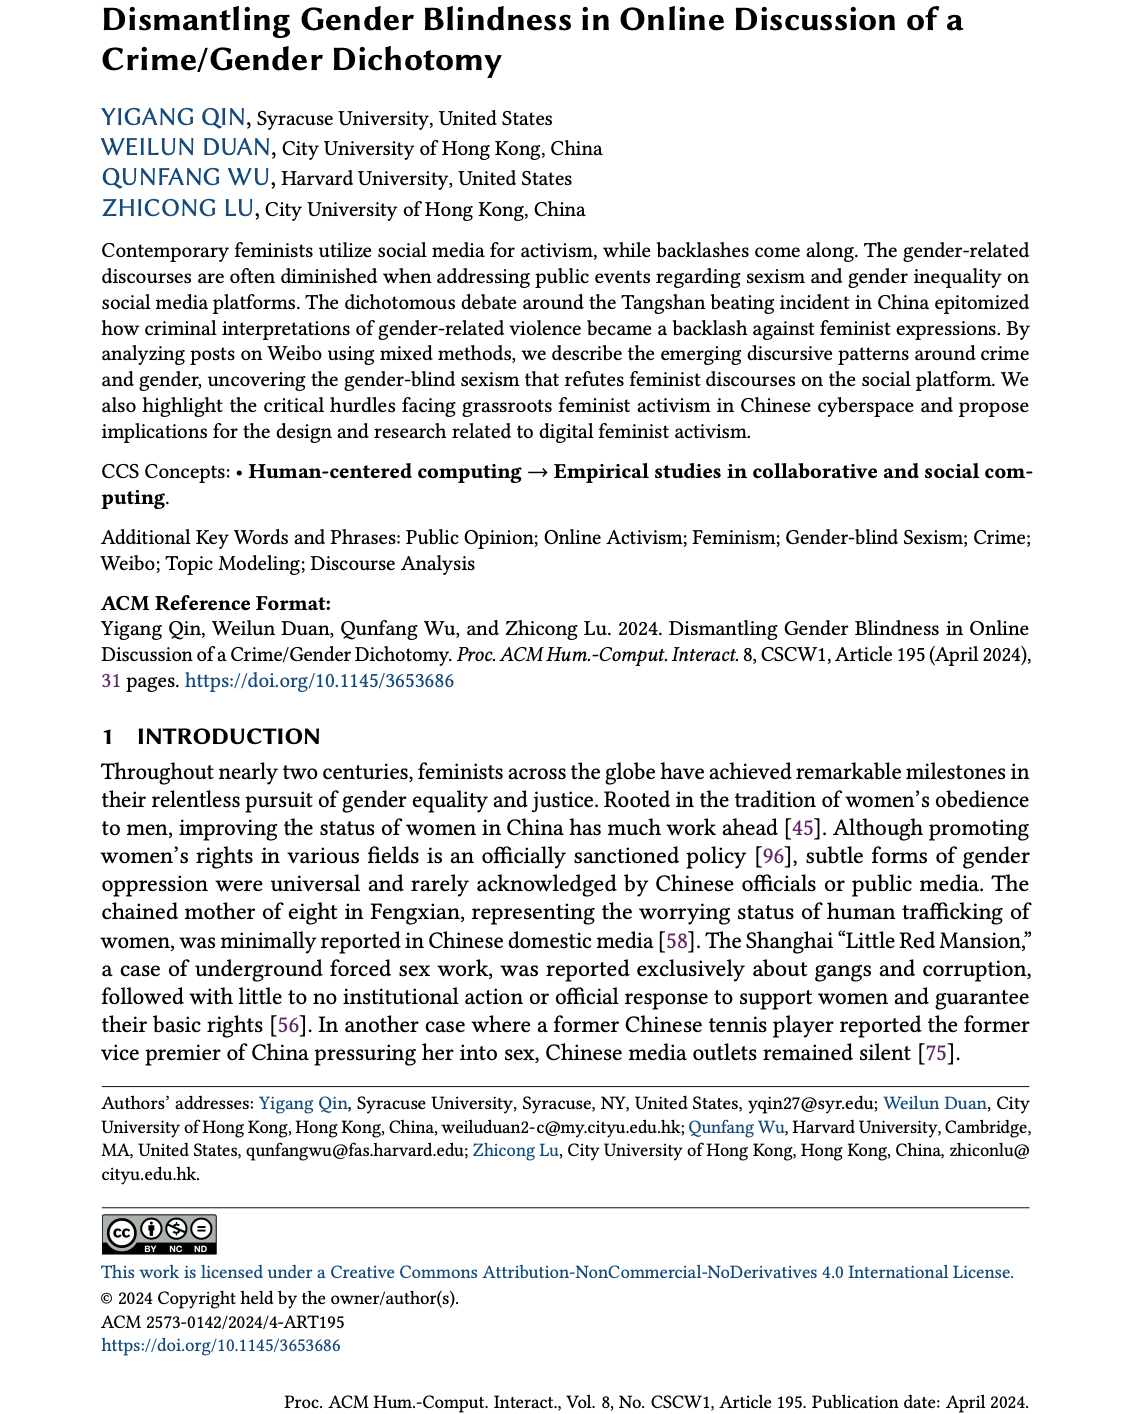 Dismantling Gender Blindness in Online Discussion of a
Crime/Gender Dichotomy
YIGANG QIN, Syracuse University, United States
WEILUN DUAN, City University of Hong Kong, China
QUNFANG WU, Harvard University, United States
ZHICONG LU, City University of Hong Kong, China
Contemporary feminists utilize social media for activism, while backlashes come along. The gender-related
discourses are often diminished when addressing public events regarding sexism and gender inequality on
social media platforms. The dichotomous debate around the Tangshan beating incident in China epitomized
how criminal interpretations of gender-related violence became a backlash against feminist expressions. By
analyzing posts on Weibo using mixed methods, we describe the emerging discursive patterns around crime
and gender, uncovering the gender-blind sexism that refutes feminist discourses on the social platform. We
also highlight the critical hurdles facing grassroots feminist activism in Chinese cyberspace and propose
implications for the design and research related to digital feminist activism.
CCS Concepts: • Human-centered computing → Empirical studies in collaborative and social com-
puting.
Additional Key Words and Phrases: Public Opinion; Online Activism; Feminism; Gender-blind Sexism; Crime;
Weibo; Topic Modeling; Discourse Analysis
ACM Reference Format:
Yigang Qin, Weilun Duan, Qunfang Wu, and Zhicong Lu. 2024. Dismantling Gender Blindness in Online
Discussion of a Crime/Gender Dichotomy. Proc. ACM Hum.-Comput. Interact. 8, CSCW1, Article 195 (April 2024),
31 pages. https://doi.org/10.1145/3653686
1 INTRODUCTION
Throughout nearly two centuries, feminists across the globe have achieved remarkable milestones in
their relentless pursuit of gender equality and justice. Rooted in the tradition of women's obedience
to men, improving the status of women in China has much work ahead [45]. Although promoting
women's rights in various fields is an officially sanctioned policy [96], subtle forms of gender
oppression were universal and rarely acknowledged by Chinese officials or public media. The
chained mother of eight in Fengxian, representing the worrying status of human trafficking of
women, was minimally reported in Chinese domestic media [58]. The Shanghai “Little Red Mansion,”
a case of underground forced sex work, was reported exclusively about gangs and corruption,
followed with little to no institutional action or official response to support women and guarantee
their basic rights [56]. In another case where a former Chinese tennis player reported the former
vice premier of China pressuring her into sex, Chinese media outlets remained silent [75].
Authors' addresses: Yigang Qin, Syracuse University, Syracuse, NY, United States, yqin27@syr.edu; Weilun Duan, City
University of Hong Kong, Hong Kong, China, weiluduan2-c@my.cityu.edu.hk; Qunfang Wu, Harvard University, Cambridge,
MA, United States, qunfangwu@fas.harvard.edu; Zhicong Lu, City University of Hong Kong, Hong Kong, China, zhiconlu@
cityu.edu.hk.
cc BY NC ND
This work is licensed under a Creative Commons Attribution-NonCommercial-NoDerivatives 4.0 International License.
© 2024 Copyright held by the owner/author(s).
ACM 2573-0142/2024/4-ART195
https://doi.org/10.1145/3653686
Proc. ACM Hum.-Comput. Interact., Vol. 8, No. CSCW1, Article 195. Publication date: April 2024.